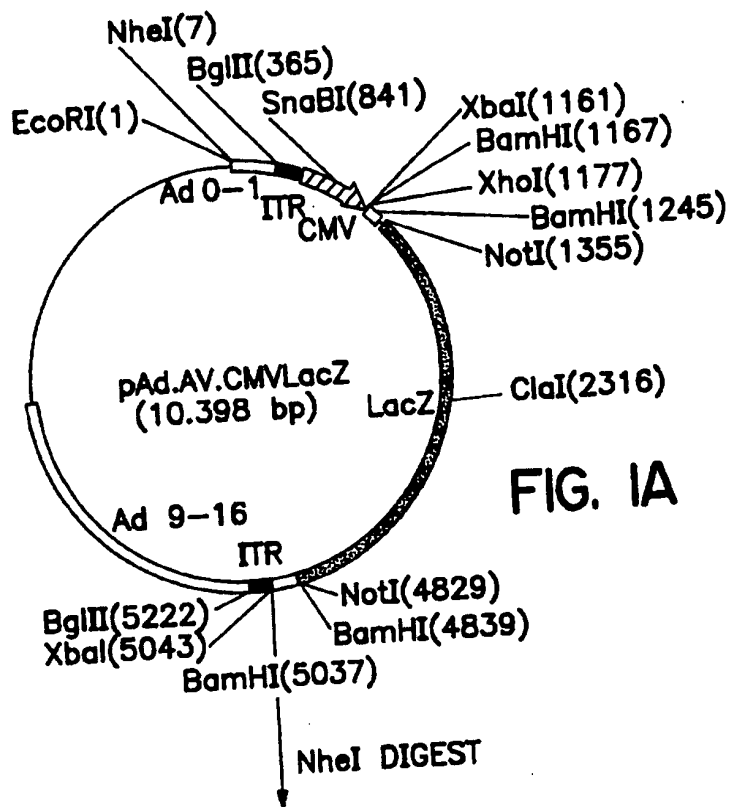 NheI(7)
BglII(365)
SnaBI(841)
EcoRI(1)
XbaI(1161)
BamHI(1167)
XhoI(1177)
BamHI(1245)
NotI(1355)
Ad 0-1
ITR
CMV
pAd.AV.CMVLacZ
(10.398 bp)
LacZ
ClaI(2316)
FIG. 1A
Ad 9-16
ITR
NotI(4829)
BglII(5222)
BamHI(4839)
XbaI(5043)
BamHI(5037)
NheI DIGEST